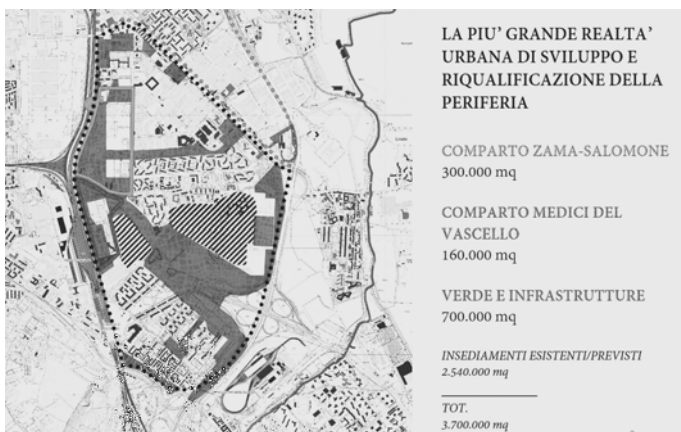 LA PIU' GRANDE REALTA'
URBANA DI SVILUPPO E
RIQUALIFICAZIONE DELLA
PERIFERIA
COMPARTO ZAMA-SALOMONE
300.000 mq
COMPARTO MEDICI DEL
VASCELLO
160.000 mq
VERDE E INFRASTRUTTURE
700.000 mq
INSEDIAMENTI ESISTENTI/PREVISTI
2.540.000 mq
TOT.
3.700.000 mq